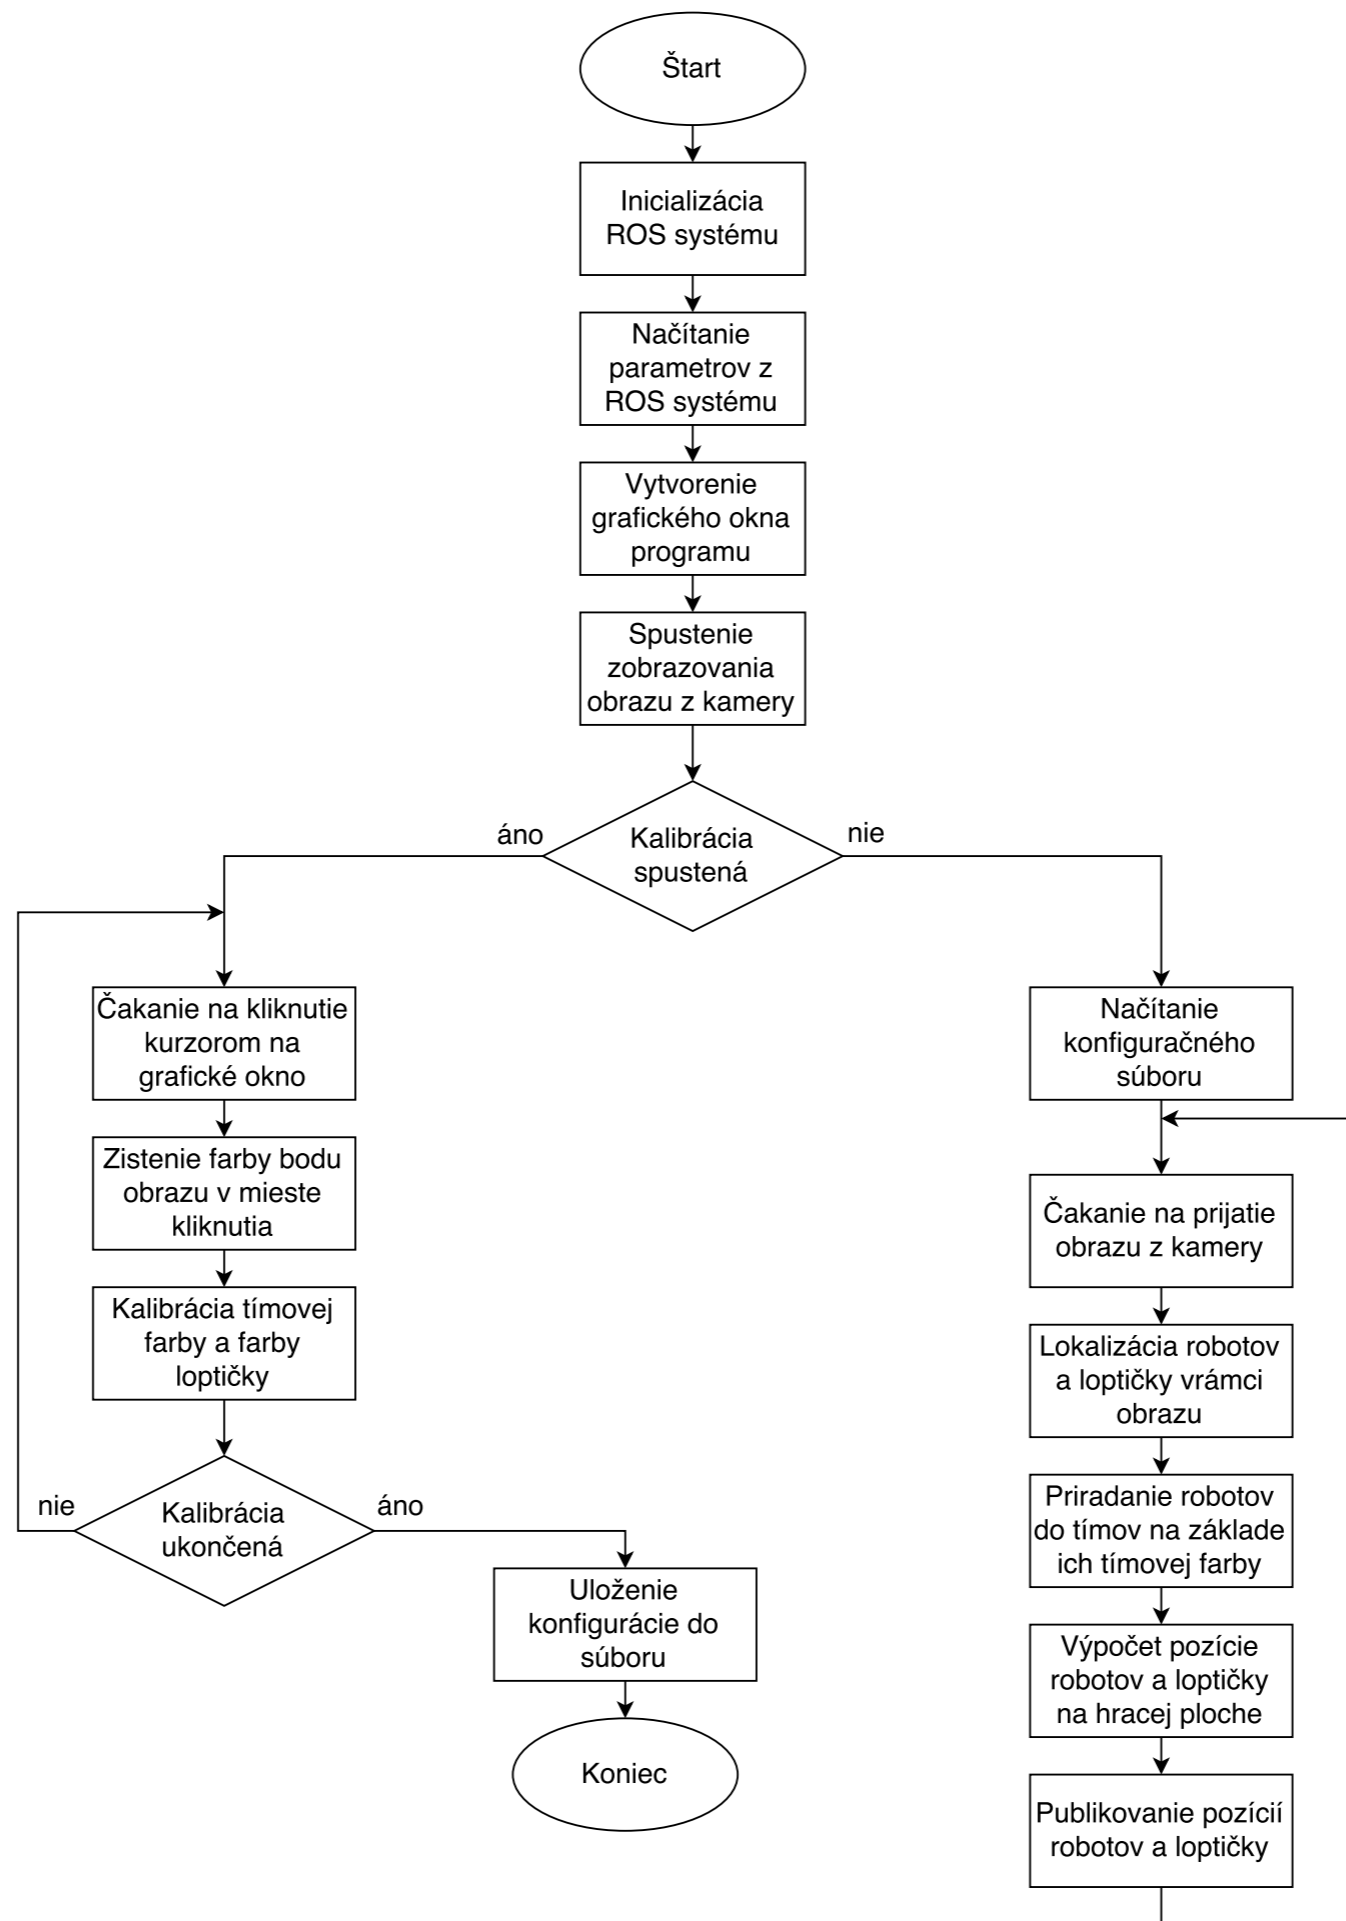 Štart
Inicializácia
ROS systému
Načítanie
parametrov z
ROS systému
Vytvorenie
grafického okna
programu
Spustenie
zobrazovania
obrazu z kamery
áno
Kalibrácia
spustená
nie
Čakanie na kliknutie
kurzorom na
grafické okno
Zistenie farby bodu
obrazu v mieste
kliknutia
Kalibrácia tímovej
farby a farby
loptičky
nie
Kalibrácia
ukončená
áno
Uloženie
konfigurácie do
súboru
Koniec
Načítanie
konfiguračného
súboru
Čakanie na prijatie
obrazu z kamery
Lokalizácia robotov
a loptičky vrámci
obrazu
Priradanie robotov
do tímov na základe
ich tímovej farby
Výpočet pozície
robotov a loptičky
na hracej ploche
Publikovanie pozícií
robotov a loptičky